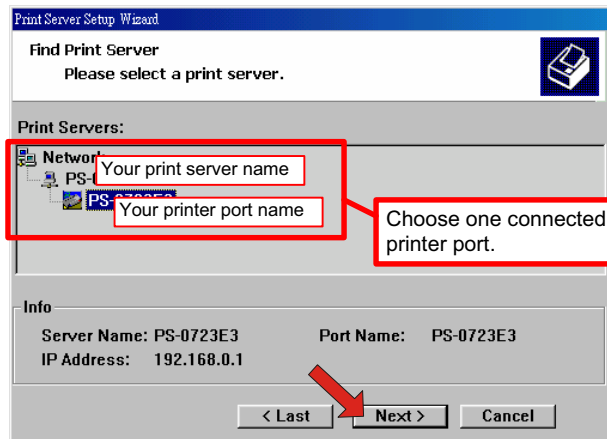 Print Server Setup Wizard
Find Print Server
Please select a print server.
Print Servers:
Network
Your print server name
Your printer port name
Choose one connected
printer port.
Info
Server Name: PS-0723E3 Port Name: PS-0723E3
IP Address: 192.168.0.1
< Last Next > Cancel